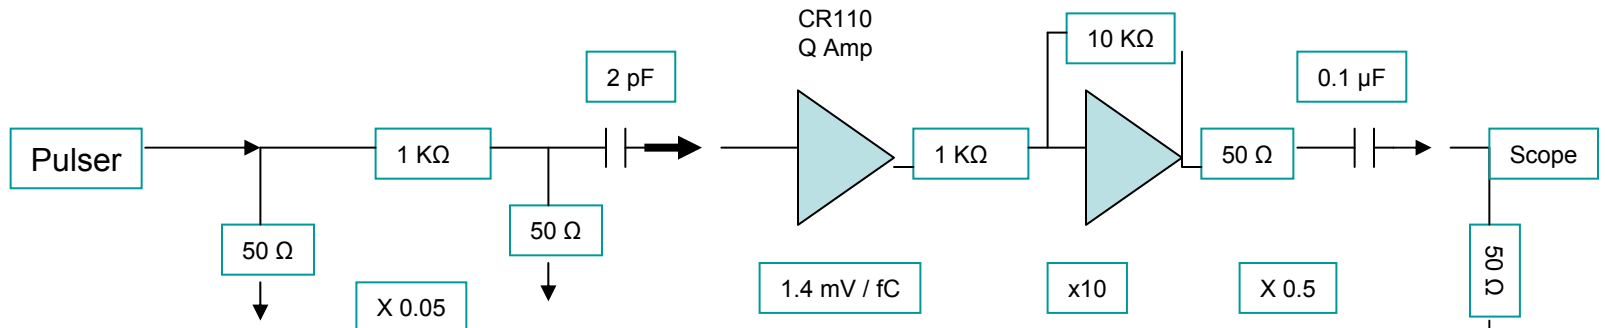 CR110
Q Amp
10 KΩ
2 pF
0.1 µF
Pulser
1 KΩ
1 KΩ
50 Ω
Scope
50 Ω
50 Ω
50 Ω
X 0.05
1.4 mV / fC
x10
X 0.5